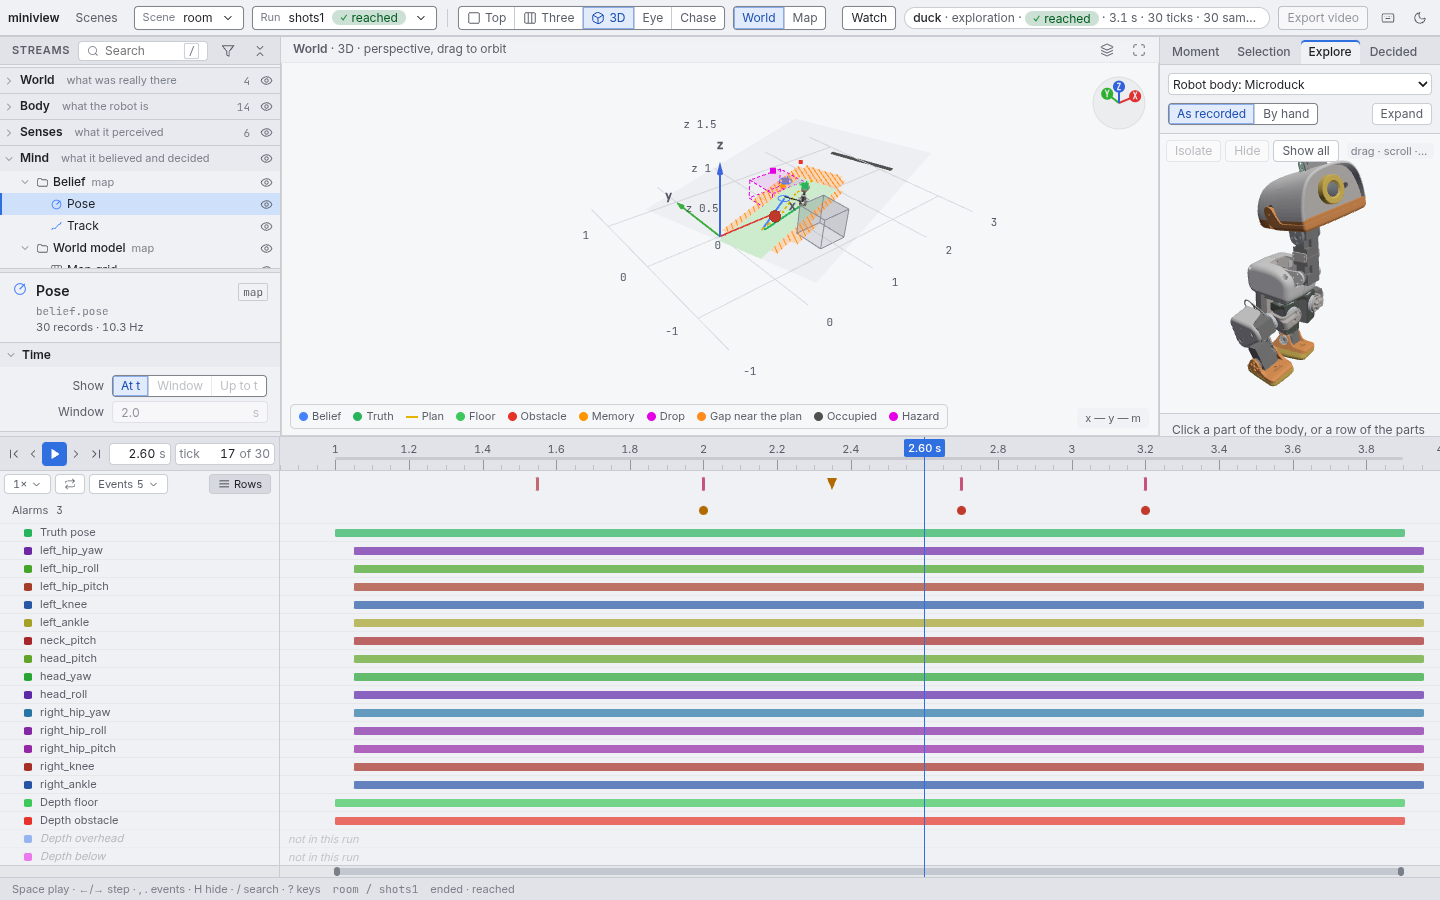 miniview Scenes Scene room Run shots1 ✓ reached Top Three 3D Eye Chase World Map Watch duck · exploration · ✓ reached · 3.1 s · 30 ticks · 30 sam... Export video
STREAMS Search /
World what was really there 4
Body what the robot is 14
Senses what it perceived 6
Mind what it believed and decided
Belief map
Pose
Track
World model map
Pose map
belief.pose
30 records · 10.3 Hz
Time
Show At t Window Up to t
Window 2.0 s
World · 3D · perspective, drag to orbit
z 1.5
z
z 1
y
z 0.5
x
0
1
0
-1
-1
0
1
2
3
Z
Y
X
Belief Truth Plan Floor Obstacle Memory Drop Gap near the plan Occupied Hazard
x — y — m
Moment Selection Explore Decided
Robot body: Microduck
As recorded By hand Expand
Isolate Hide Show all drag · scroll ·...
Click a part of the body, or a row of the parts
2.60 s tick 17 of 30
1 1.2 1.4 1.6 1.8 2 2.2 2.4 2.60 s 2.8 3 3.2 3.4 3.6 3.8
1× Events 5 Rows
Alarms 3
Truth pose
left_hip_yaw
left_hip_roll
left_hip_pitch
left_knee
left_ankle
neck_pitch
head_pitch
head_yaw
head_roll
right_hip_yaw
right_hip_roll
right_hip_pitch
right_knee
right_ankle
Depth floor
Depth obstacle
Depth overhead not in this run
Depth below not in this run
Space play · ←/→ step · , . events · H hide · / search · ? keys room / shots1 ended · reached